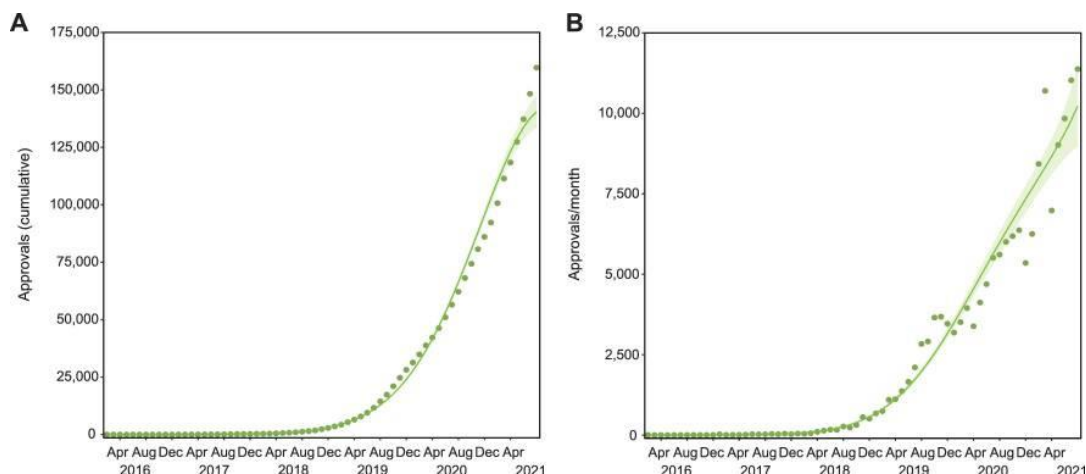 A
175,000
150,000
125,000
100,000
75,000
50,000
25,000
0
Approvals (cumulative)
Apr Aug Dec Apr Aug Dec Apr Aug Dec Apr Aug Dec Apr Aug Dec Apr
2016 2017 2018 2019 2020 2021
B
12,500
10,000
7,500
5,000
2,500
0
Approvals/month
Apr Aug Dec Apr Aug Dec Apr Aug Dec Apr Aug Dec Apr Aug Dec Apr
2016 2017 2018 2019 2020 2021